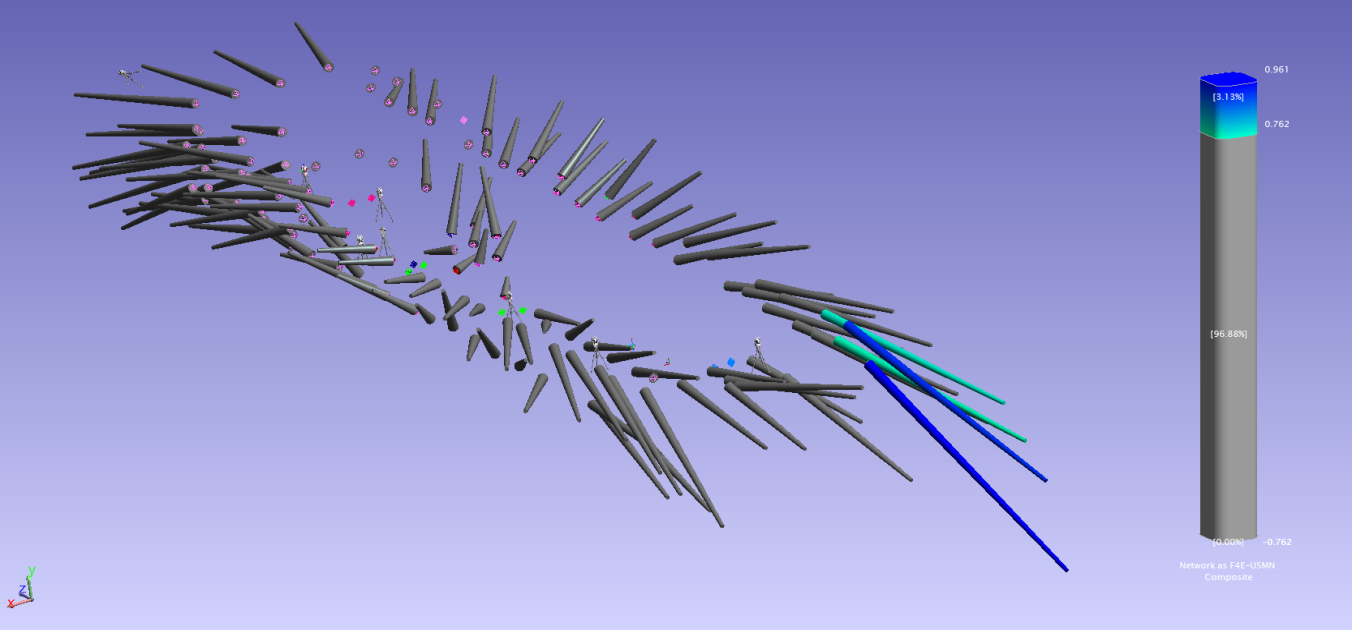 0.961
[3.13%]
0.762
[96.88%]
[0.00%] -0.762
Network as F4E-USMN
Composite
y
z
x